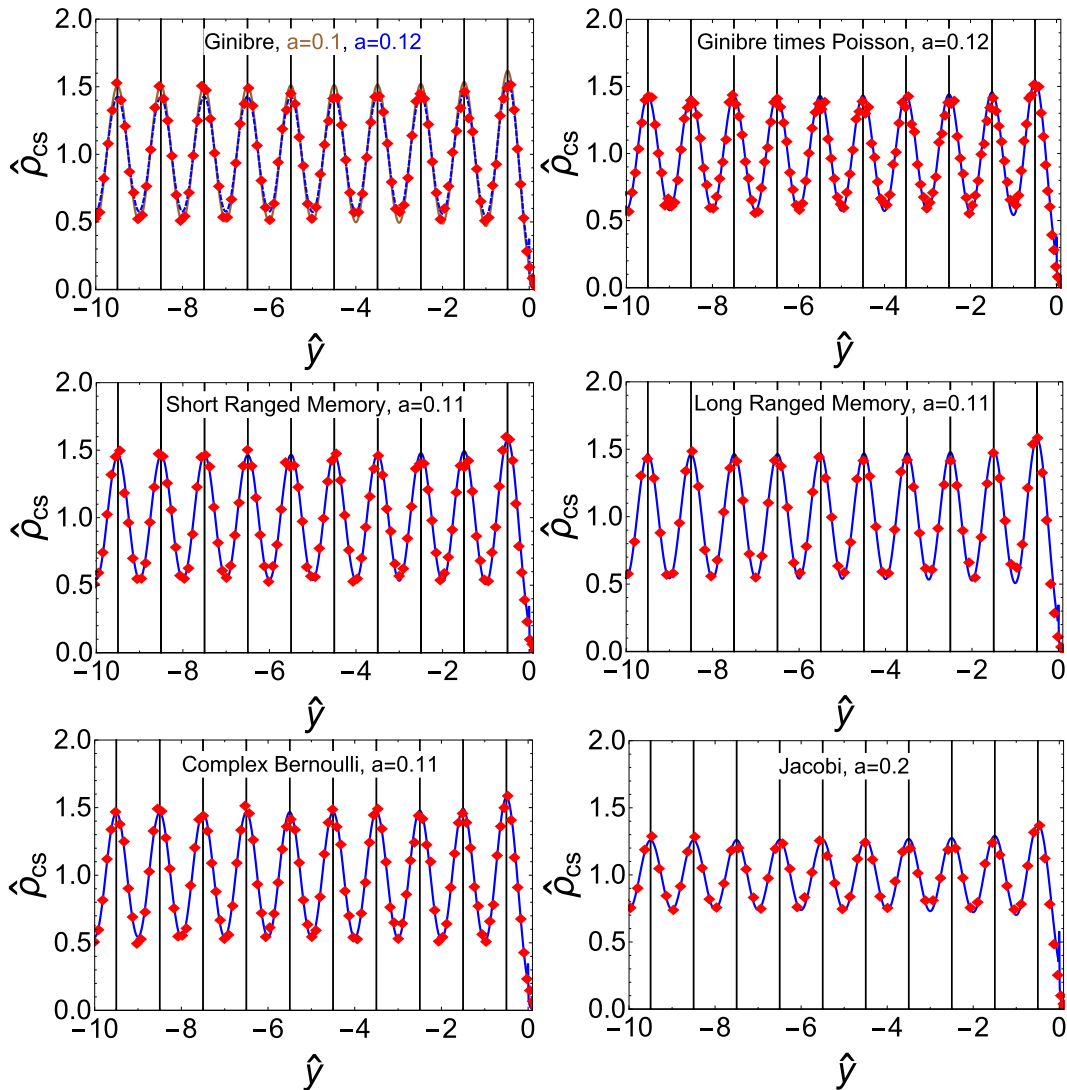 2.0
Ginibre, a=0.1, a=0.12
1.5
1.0
0.5
0.0
ρ̂cs
−10 −8 −6 −4 −2 0
ŷ
2.0
Ginibre times Poisson, a=0.12
1.5
1.0
0.5
0.0
ρ̂cs
−10 −8 −6 −4 −2 0
ŷ
2.0
Short Ranged Memory, a=0.11
1.5
1.0
0.5
0.0
ρ̂cs
−10 −8 −6 −4 −2 0
ŷ
2.0
Long Ranged Memory, a=0.11
1.5
1.0
0.5
0.0
ρ̂cs
−10 −8 −6 −4 −2 0
ŷ
2.0
Complex Bernoulli, a=0.11
1.5
1.0
0.5
0.0
ρ̂cs
−10 −8 −6 −4 −2 0
ŷ
2.0
Jacobi, a=0.2
1.5
1.0
0.5
0.0
ρ̂cs
−10 −8 −6 −4 −2 0
ŷ